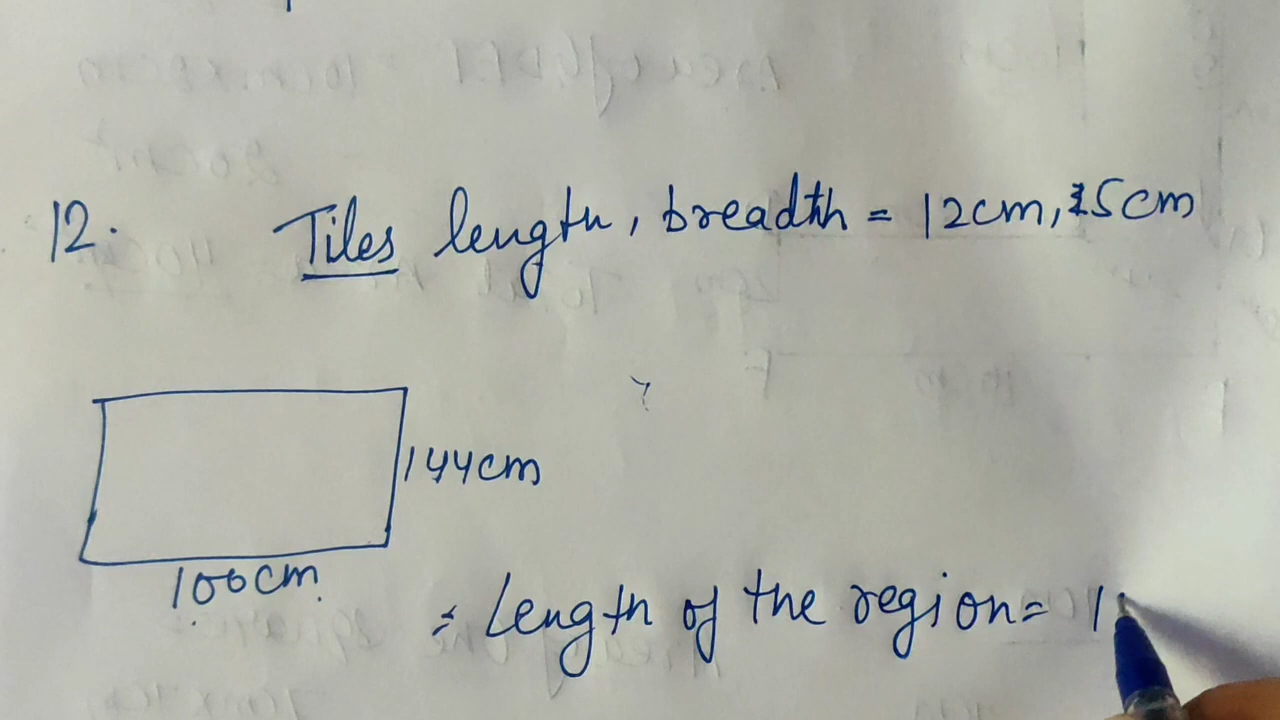 12. Tiles length, breadth = 12cm, 5cm
144cm
100cm
= Length of the region = 1